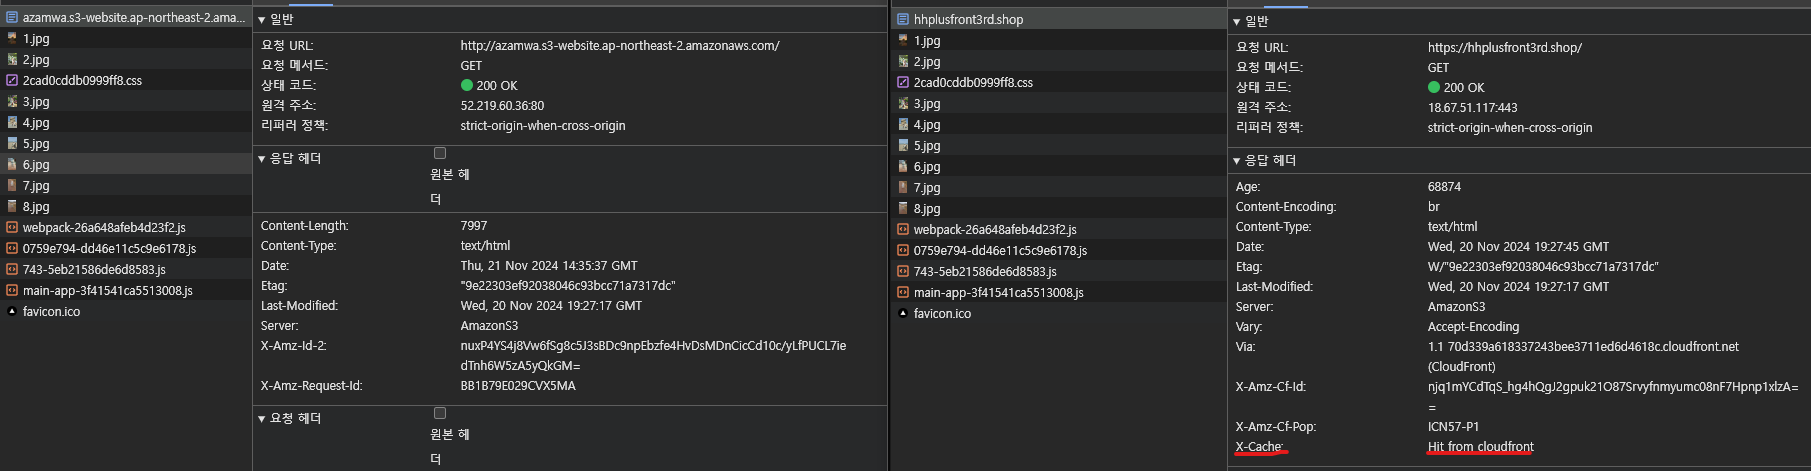 azamwa.s3-website.ap-northeast-2.ama...
1.jpg
2.jpg
2cad0cddb0999ff8.css
3.jpg
4.jpg
5.jpg
6.jpg
7.jpg
8.jpg
webpack-26a648afeb4d23f2.js
0759e794-dd46e11c5c9e6178.js
743-5eb21586de6d8583.js
main-app-3f41541ca5513008.js
favicon.ico
▼ 일반
요청 URL: http://azamwa.s3-website.ap-northeast-2.amazonaws.com/
요청 메서드: GET
상태 코드: 200 OK
원격 주소: 52.219.60.36:80
리퍼러 정책: strict-origin-when-cross-origin
▼ 응답 헤더
원본 헤
더
Content-Length: 7997
Content-Type: text/html
Date: Thu, 21 Nov 2024 14:35:37 GMT
Etag: "9e22303ef92038046c93bcc71a7317dc"
Last-Modified: Wed, 20 Nov 2024 19:27:17 GMT
Server: AmazonS3
X-Amz-Id-2: nuxP4YS4j8Vw6fSg8c5J3sBDc9npEbzfe4HvDsMDnCicCd10c/yLfPUCL7ie
dTnh6W5zA5yQkGM=
X-Amz-Request-Id: BB1B79E029CVX5MA
▼ 요청 헤더
원본 헤
더
hhplusfront3rd.shop
1.jpg
2.jpg
2cad0cddb0999ff8.css
3.jpg
4.jpg
5.jpg
6.jpg
7.jpg
8.jpg
webpack-26a648afeb4d23f2.js
0759e794-dd46e11c5c9e6178.js
743-5eb21586de6d8583.js
main-app-3f41541ca5513008.js
favicon.ico
▼ 일반
요청 URL: https://hhplusfront3rd.shop/
요청 메서드: GET
상태 코드: 200 OK
원격 주소: 18.67.51.117:443
리퍼러 정책: strict-origin-when-cross-origin
▼ 응답 헤더
Age: 68874
Content-Encoding: br
Content-Type: text/html
Date: Wed, 20 Nov 2024 19:27:45 GMT
Etag: W/"9e22303ef92038046c93bcc71a7317dc"
Last-Modified: Wed, 20 Nov 2024 19:27:17 GMT
Server: AmazonS3
Vary: Accept-Encoding
Via: 1.1 70d339a618337243bee3711ed6d4618c.cloudfront.net
(CloudFront)
X-Amz-Cf-Id: njq1mYCdTqS_hg4hQgJ2gpuk21O87Srvyfnmyumc08nF7Hpnp1xlzA=
=
X-Amz-Cf-Pop: ICN57-P1
X-Cache: Hit from cloudfront